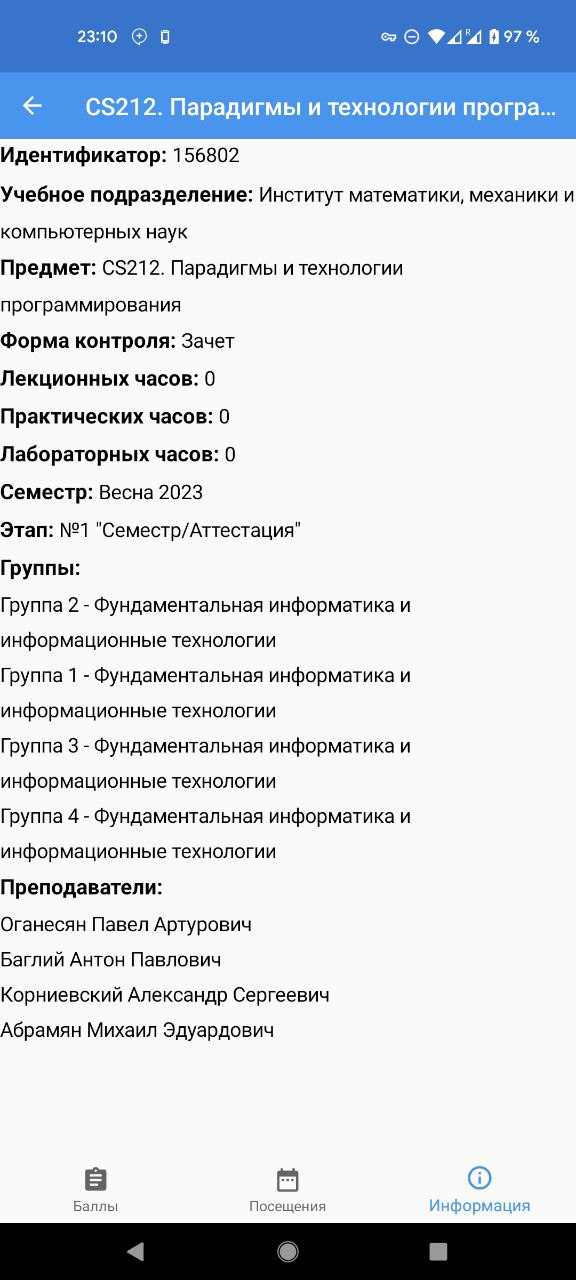 23:10
R
97 %
CS212. Парадигмы и технологии програ...
Идентификатор: 156802
Учебное подразделение: Институт математики, механики и
компьютерных наук
Предмет: CS212. Парадигмы и технологии
программирования
Форма контроля: Зачет
Лекционных часов: 0
Практических часов: 0
Лабораторных часов: 0
Семестр: Весна 2023
Этап: №1 "Семестр/Аттестация"
Группы:
Группа 2 - Фундаментальная информатика и
информационные технологии
Группа 1 - Фундаментальная информатика и
информационные технологии
Группа 3 - Фундаментальная информатика и
информационные технологии
Группа 4 - Фундаментальная информатика и
информационные технологии
Преподаватели:
Оганесян Павел Артурович
Баглий Антон Павлович
Корниевский Александр Сергеевич
Абрамян Михаил Эдуардович
Баллы
Посещения
Информация